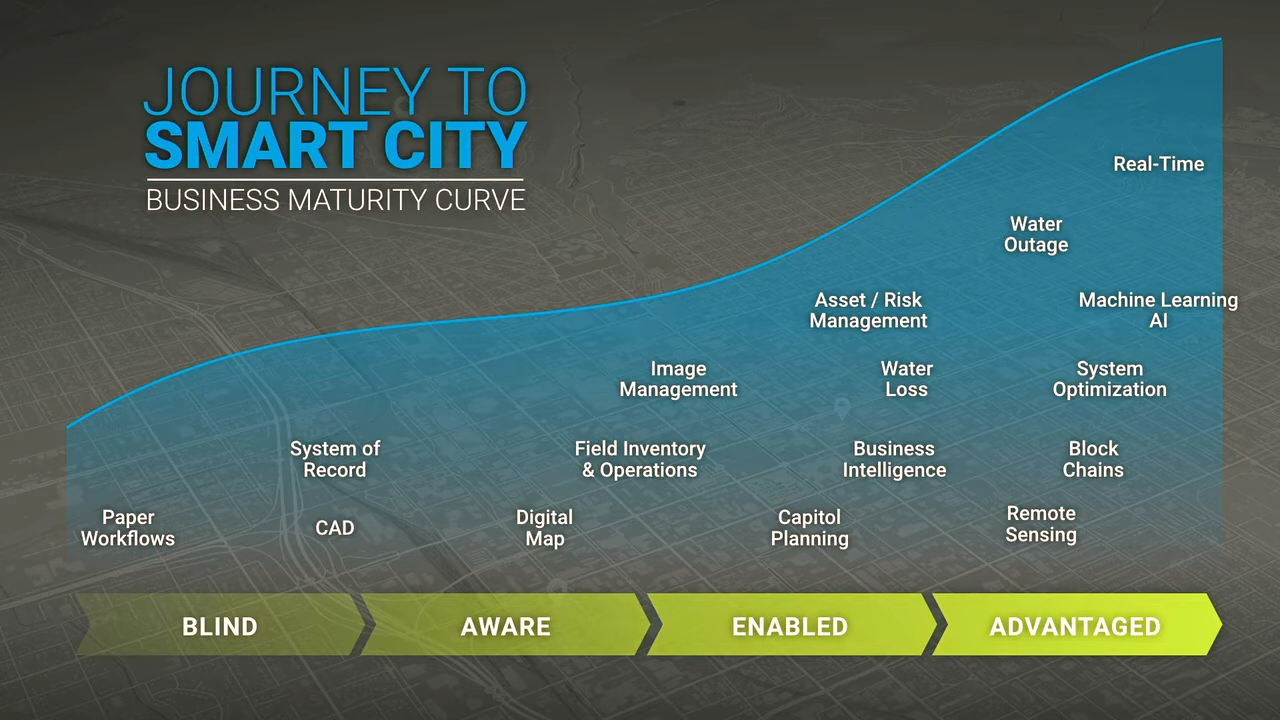 JOURNEY TO
SMART CITY
BUSINESS MATURITY CURVE
Real-Time
Water
Outage
Asset / Risk
Management
Machine Learning
AI
Image
Management
Water
Loss
System
Optimization
System of
Record
Field Inventory
& Operations
Business
Intelligence
Block
Chains
Paper
Workflows
CAD
Digital
Map
Capitol
Planning
Remote
Sensing
BLIND
AWARE
ENABLED
ADVANTAGED